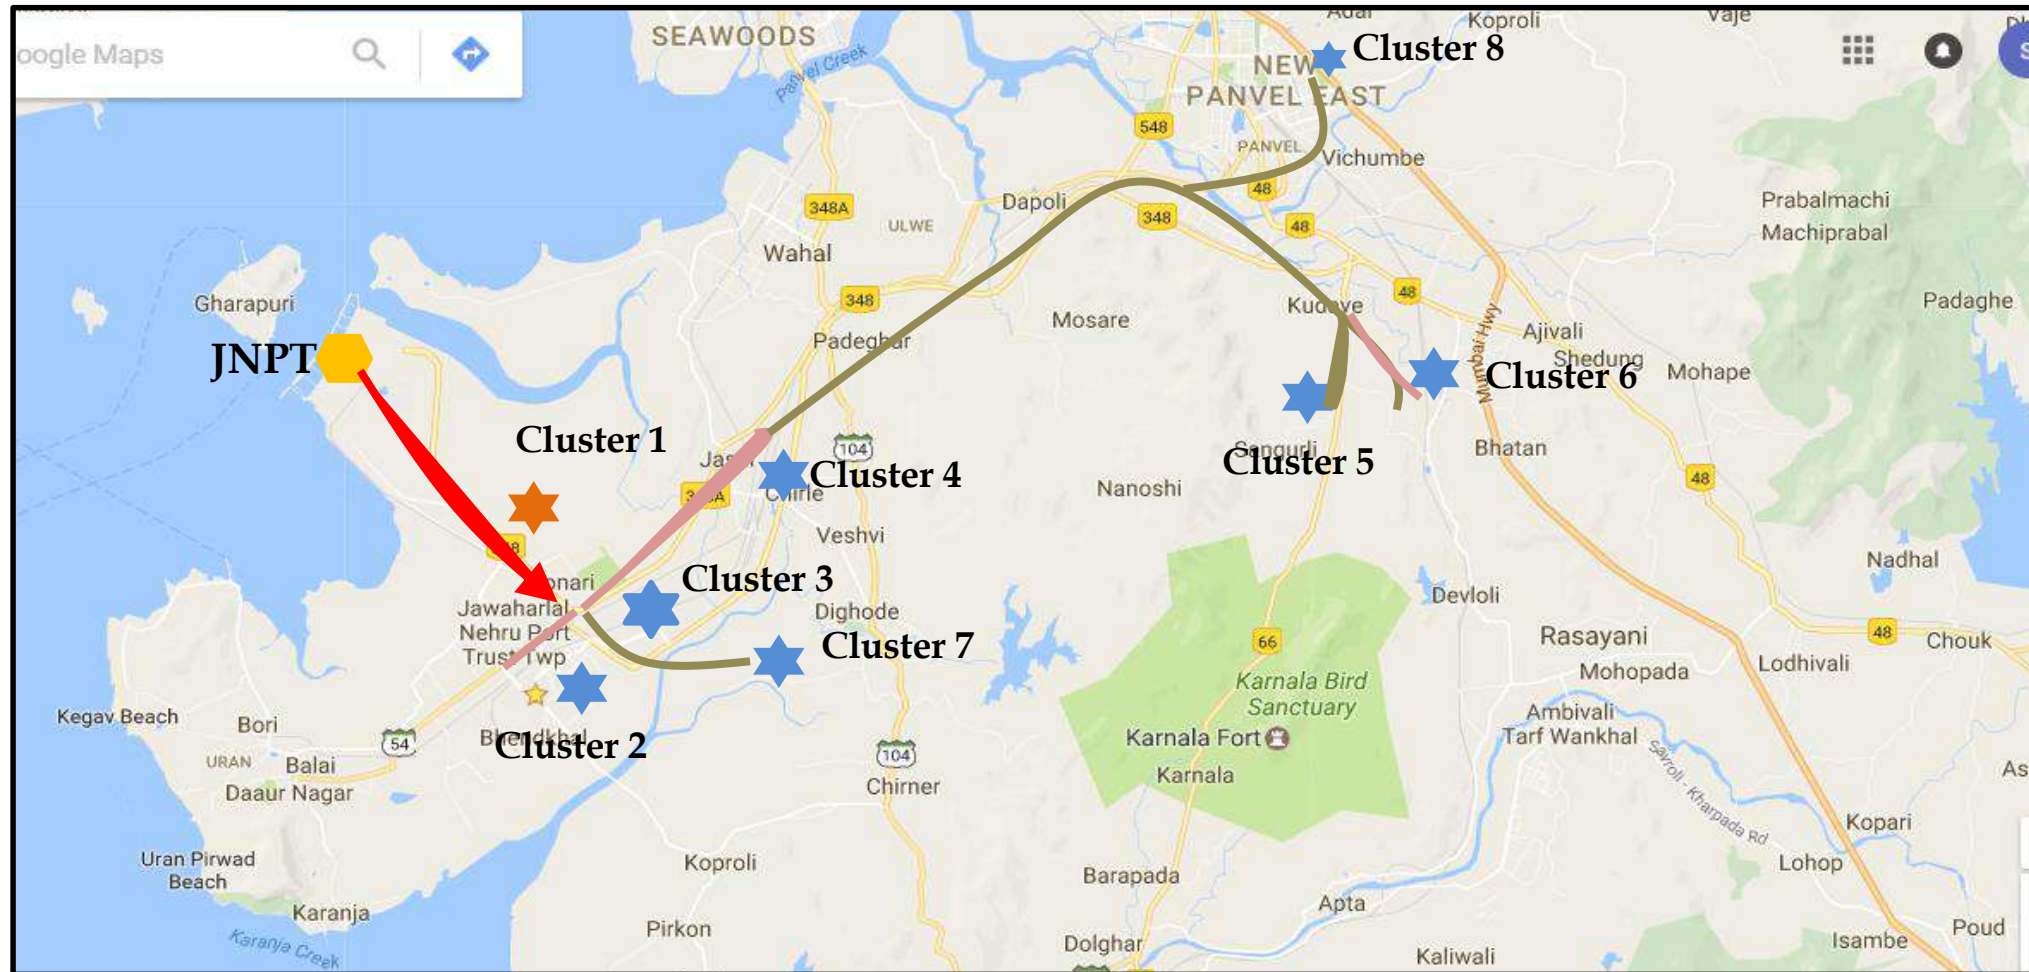 oogle Maps
SEAWOODS
Panvel Creek
Koproli
Vaje
Cluster 8
NEW
PANVEL EAST
548
PANVEL
Vichumbe
48
Dapoli
348A
348
ULWE
48
Prabalmachi
Machiprabal
Wahal
Gharapuri
348
48
Mumbai Hwy
Padaghe
Mosare
Ajivali
Padeghar
Shedung
JNPT
Cluster 6
Mohape
Cluster 1
104
Bhatan
Cluster 5
Cluster 4
48
Nanoshi
Veshvi
Nadhal
Cluster 3
Jawaharlal
Nehru Port
Trust Twp
Dighode
Devloli
Cluster 7
66
Rasayani
48
Chouk
Mohopada
Lodhivali
Karnala Bird
Sanctuary
Kegav Beach
Bori
54
Cluster 2
Karnala Fort
Ambivali
Tarf Wankhal
104
URAN
Balai
Daaur Nagar
Karnala
Chirner
Savroli - Kharpada Rd
As
Kopari
Uran Pirwad
Beach
Koproli
Barapada
Lohop
Karanja
Apta
Karanja Creek
Pirkon
Dolghar
Kaliwali
Isambe
Poud